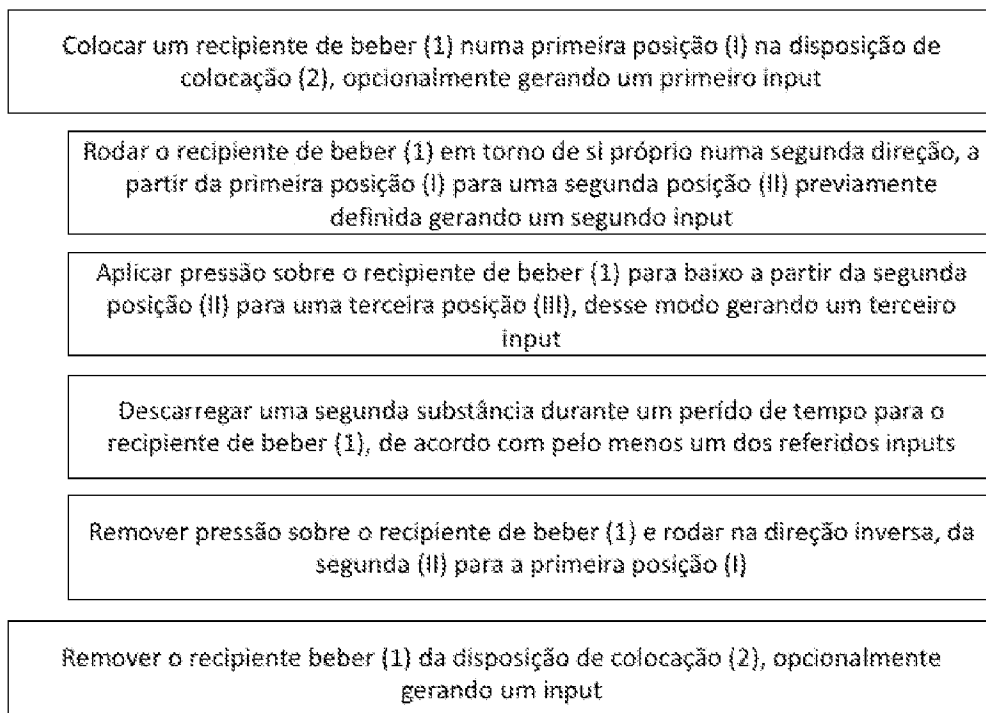 Colocar um recipiente de beber (1) numa primeira posição (I) na disposição de
colocação (2), opcionalmente gerando um primeiro input
Rodar o recipiente de beber (1) em torno de si próprio numa segunda direção, a
partir da primeira posição (I) para uma segunda posição (II) previamente
definida gerando um segundo input
Aplicar pressão sobre o recipiente de beber (1) para baixo a partir da segunda
posição (II) para uma terceira posição (III), desse modo gerando um terceiro
input
Descarregar uma segunda substância durante um perído de tempo para o
recipiente de beber (1), de acordo com pelo menos um dos referidos inputs
Remover pressão sobre o recipiente de beber (1) e rodar na direção inversa, da
segunda (II) para a primeira posição (I)
Remover o recipiente beber (1) da disposição de colocação (2), opcionalmente
gerando um input